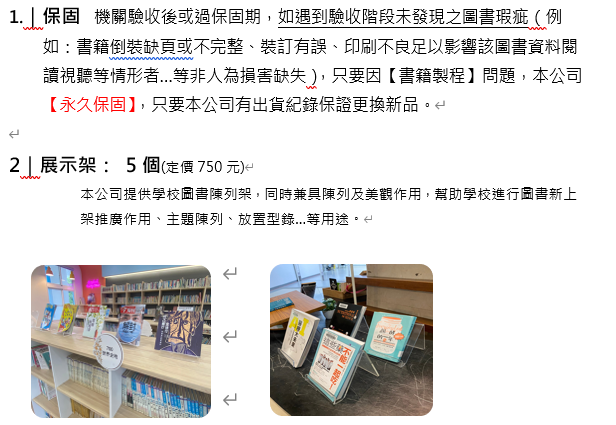 1.｜保固　機關驗收後或過保固期，如遇到驗收階段未發現之圖書瑕疵（例
如：書籍倒裝缺頁或不完整、裝訂有誤、印刷不良足以影響該圖書資料閱
讀視聽等情形者…等非人為損害缺失），只要因【書籍製程】問題，本公司
【永久保固】，只要本公司有出貨紀錄保證更換新品。
2｜展示架：　5 個(定價 750 元)
本公司提供學校圖書陳列架，同時兼具陳列及美觀作用，幫助學校進行圖書新上
架推廣作用、主題陳列、放置型錄…等用途。